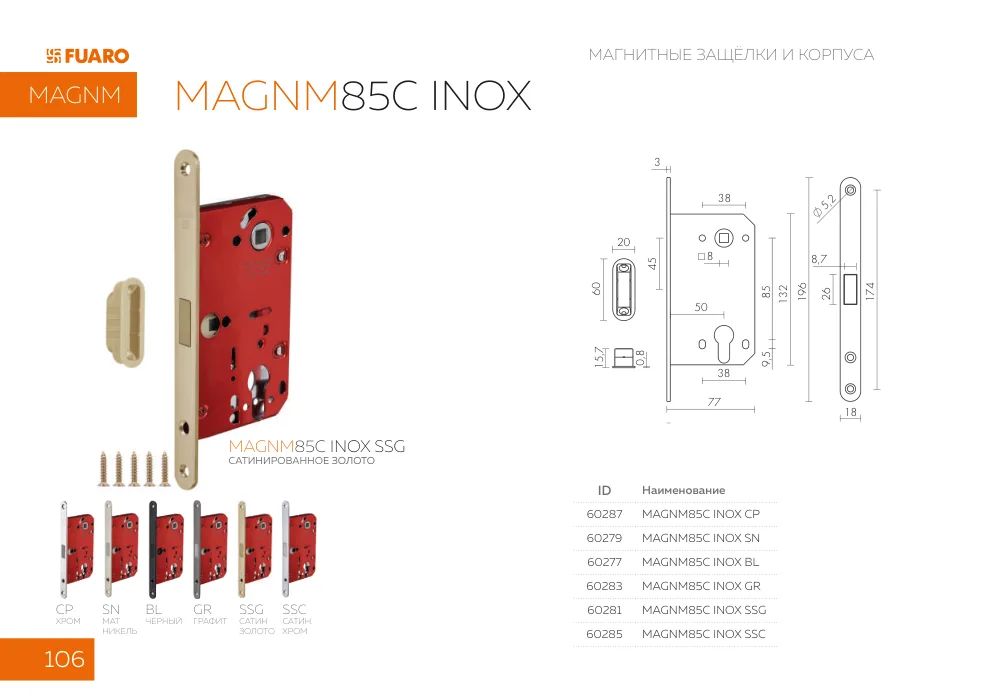 FUARO
МАГНИТНЫЕ ЗАЩЁЛКИ И КОРПУСА
MAGNM
MAGNM85C INOX
3
38
Ø 5,2
20
45
□8
8,7
60
50
85
132
196
26
174
15,7
0,8
9,5
38
77
18
MAGNM85C INOX SSG
САТИНИРОВАННОЕ ЗОЛОТО
ID Наименование
60287 MAGNM85C INOX CP
60279 MAGNM85C INOX SN
60277 MAGNM85C INOX BL
60283 MAGNM85C INOX GR
60281 MAGNM85C INOX SSG
60285 MAGNM85C INOX SSC
CP
ХРОМ
SN
МАТ
НИКЕЛЬ
BL
ЧЁРНЫЙ
GR
ГРАФИТ
SSG
САТИН
ЗОЛОТО
SSC
САТИН.
ХРОМ
106